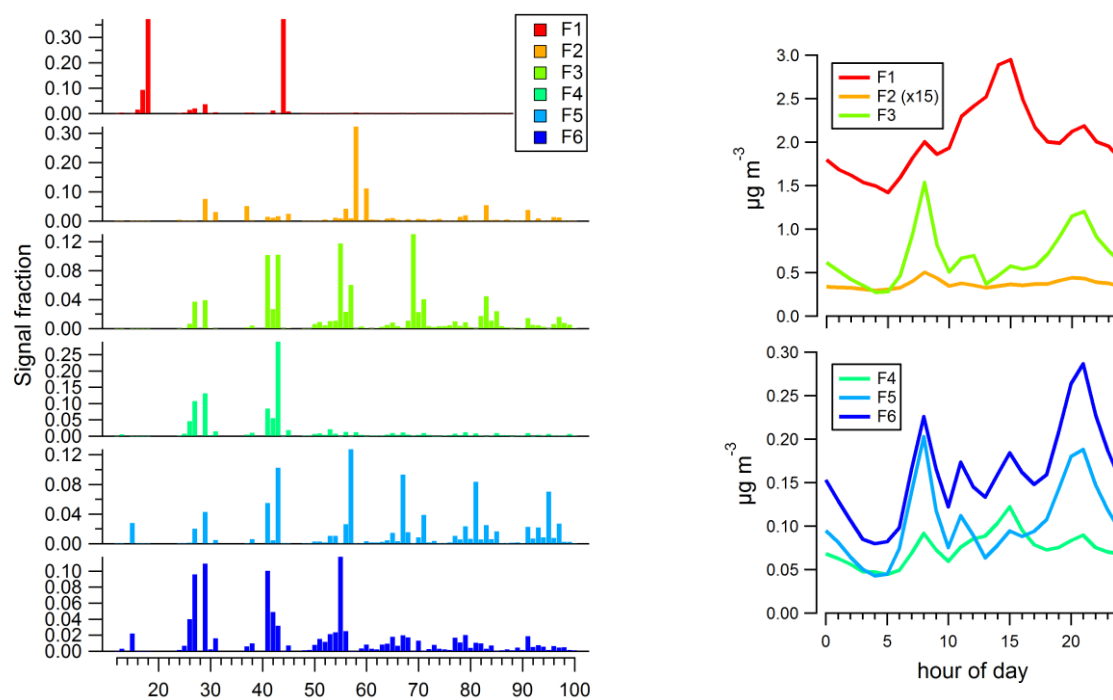 Signal fraction
0.30
0.20
0.10
0.00
F1
F2
F3
F4
F5
F6
0.30
0.20
0.10
0.00
0.12
0.08
0.04
0.00
0.25
0.20
0.15
0.10
0.05
0.00
0.12
0.08
0.04
0.00
0.10
0.08
0.06
0.04
0.02
0.00
20 30 40 50 60 70 80 90 100
µg m⁻³
3.0
2.5
2.0
1.5
1.0
0.5
0.0
F1
F2 (x15)
F3
µg m⁻³
0.30
0.25
0.20
0.15
0.10
0.05
0.00
F4
F5
F6
0 5 10 15 20
hour of day